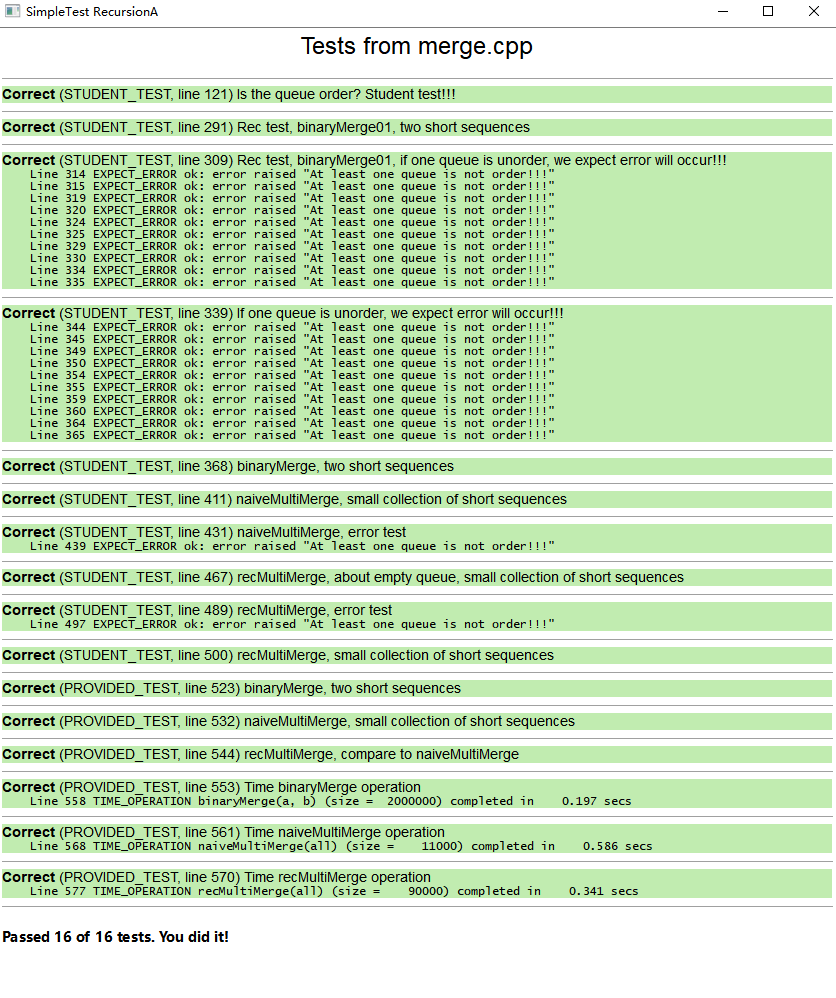 SimpleTest RecursionA
Tests from merge.cpp
Correct (STUDENT_TEST, line 121) Is the queue order? Student test!!!
Correct (STUDENT_TEST, line 291) Rec test, binaryMerge01, two short sequences
Correct (STUDENT_TEST, line 309) Rec test, binaryMerge01, if one queue is unorder, we expect error will occur!!!
Line 314 EXPECT_ERROR ok: error raised "At least one queue is not order!!!"
Line 315 EXPECT_ERROR ok: error raised "At least one queue is not order!!!"
Line 319 EXPECT_ERROR ok: error raised "At least one queue is not order!!!"
Line 320 EXPECT_ERROR ok: error raised "At least one queue is not order!!!"
Line 324 EXPECT_ERROR ok: error raised "At least one queue is not order!!!"
Line 325 EXPECT_ERROR ok: error raised "At least one queue is not order!!!"
Line 329 EXPECT_ERROR ok: error raised "At least one queue is not order!!!"
Line 330 EXPECT_ERROR ok: error raised "At least one queue is not order!!!"
Line 334 EXPECT_ERROR ok: error raised "At least one queue is not order!!!"
Line 335 EXPECT_ERROR ok: error raised "At least one queue is not order!!!"
Correct (STUDENT_TEST, line 339) If one queue is unorder, we expect error will occur!!!
Line 344 EXPECT_ERROR ok: error raised "At least one queue is not order!!!"
Line 345 EXPECT_ERROR ok: error raised "At least one queue is not order!!!"
Line 349 EXPECT_ERROR ok: error raised "At least one queue is not order!!!"
Line 350 EXPECT_ERROR ok: error raised "At least one queue is not order!!!"
Line 354 EXPECT_ERROR ok: error raised "At least one queue is not order!!!"
Line 355 EXPECT_ERROR ok: error raised "At least one queue is not order!!!"
Line 359 EXPECT_ERROR ok: error raised "At least one queue is not order!!!"
Line 360 EXPECT_ERROR ok: error raised "At least one queue is not order!!!"
Line 364 EXPECT_ERROR ok: error raised "At least one queue is not order!!!"
Line 365 EXPECT_ERROR ok: error raised "At least one queue is not order!!!"
Correct (STUDENT_TEST, line 368) binaryMerge, two short sequences
Correct (STUDENT_TEST, line 411) naiveMultiMerge, small collection of short sequences
Correct (STUDENT_TEST, line 431) naiveMultiMerge, error test
Line 439 EXPECT_ERROR ok: error raised "At least one queue is not order!!!"
Correct (STUDENT_TEST, line 467) recMultiMerge, about empty queue, small collection of short sequences
Correct (STUDENT_TEST, line 489) recMultiMerge, error test
Line 497 EXPECT_ERROR ok: error raised "At least one queue is not order!!!"
Correct (STUDENT_TEST, line 500) recMultiMerge, small collection of short sequences
Correct (PROVIDED_TEST, line 523) binaryMerge, two short sequences
Correct (PROVIDED_TEST, line 532) naiveMultiMerge, small collection of short sequences
Correct (PROVIDED_TEST, line 544) recMultiMerge, compare to naiveMultiMerge
Correct (PROVIDED_TEST, line 553) Time binaryMerge operation
Line 558 TIME_OPERATION binaryMerge(a, b) (size = 2000000) completed in 0.197 secs
Correct (PROVIDED_TEST, line 561) Time naiveMultiMerge operation
Line 568 TIME_OPERATION naiveMultiMerge(all) (size = 11000) completed in 0.586 secs
Correct (PROVIDED_TEST, line 570) Time recMultiMerge operation
Line 577 TIME_OPERATION recMultiMerge(all) (size = 90000) completed in 0.341 secs
Passed 16 of 16 tests. You did it!